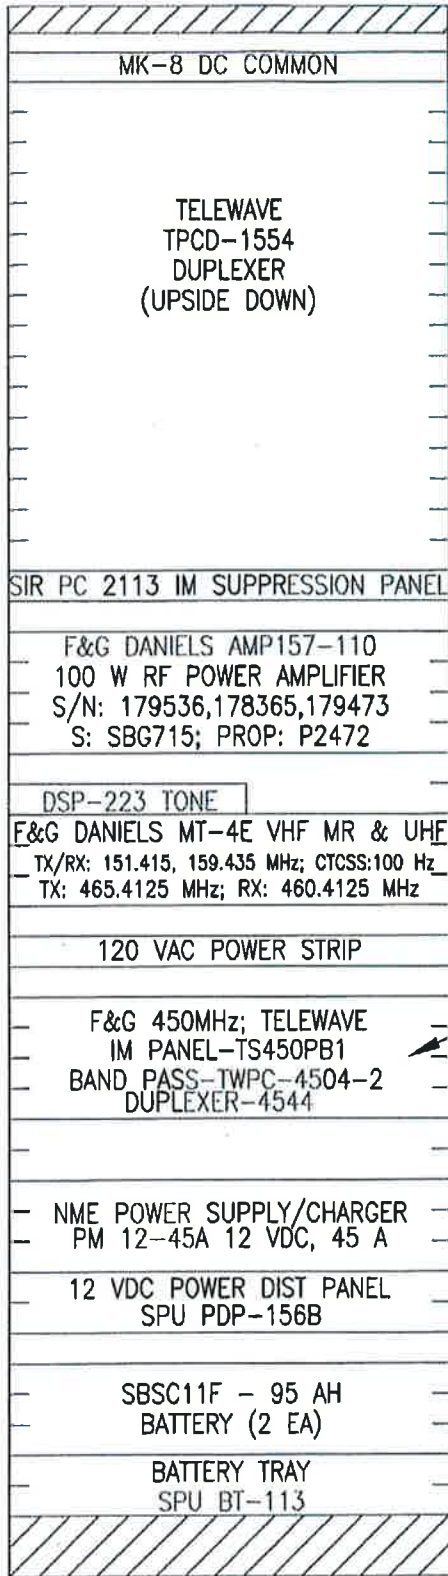 MK-8 DC COMMON
TELEWAVE
TPCD-1554
DUPLEXER
(UPSIDE DOWN)
SIR PC 2113 IM SUPPRESSION PANEL
F&G DANIELS AMP157-110
100 W RF POWER AMPLIFIER
S/N: 179536,178365,179473
S: SBG715; PROP: P2472
DSP-223 TONE
F&G DANIELS MT-4E VHF MR & UHF
TX/RX: 151.415, 159.435 MHz; CTCSS:100 Hz
TX: 465.4125 MHz; RX: 460.4125 MHz
120 VAC POWER STRIP
F&G 450MHz; TELEWAVE
IM PANEL-TS450PB1
BAND PASS-TWPC-4504-2
DUPLEXER-4544
NME POWER SUPPLY/CHARGER
PM 12-45A 12 VDC, 45 A
12 VDC POWER DIST PANEL
SPU PDP-156B
SBSC11F - 95 AH
BATTERY (2 EA)
BATTERY TRAY
SPU BT-113